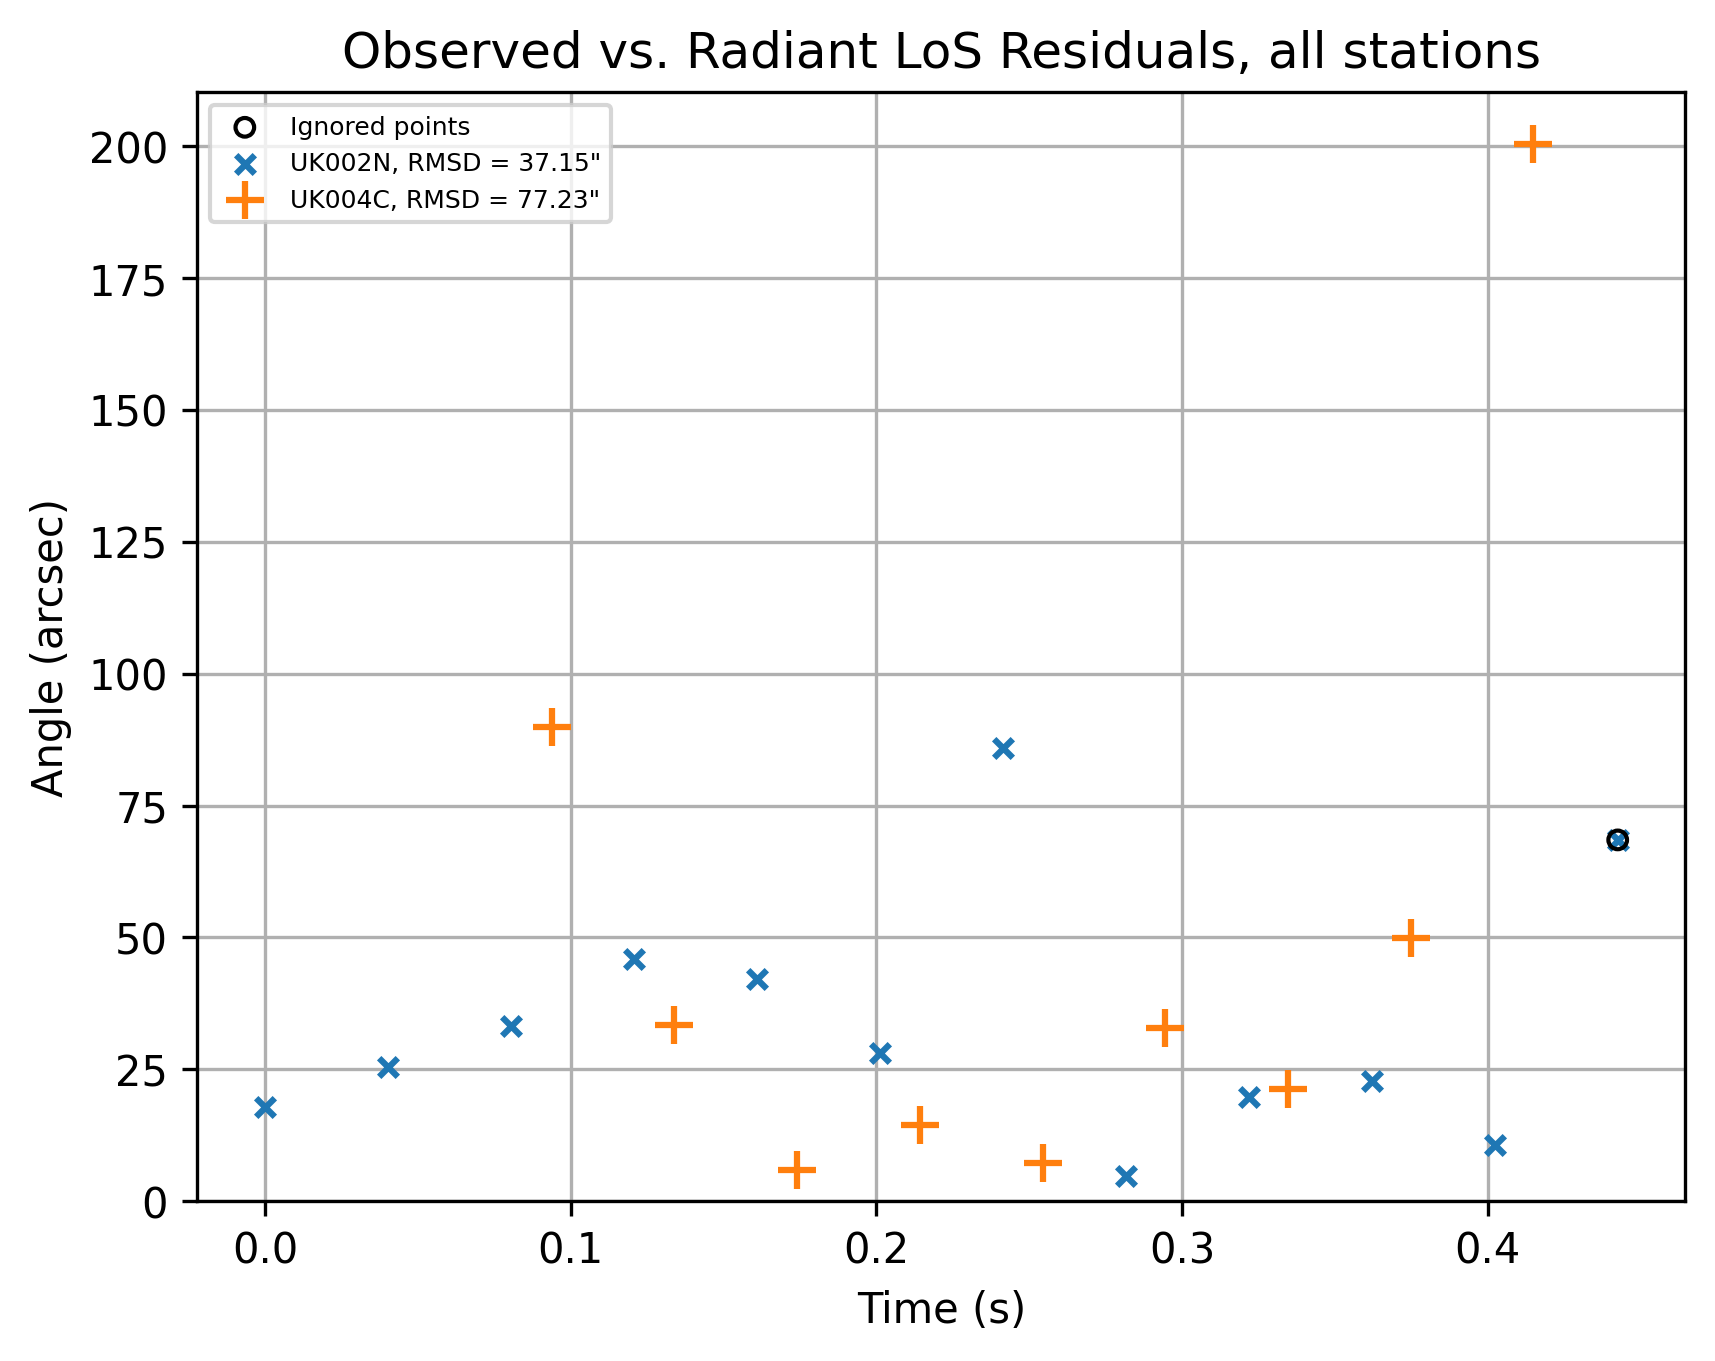 Observed vs. Radiant LoS Residuals, all stations
Ignored points
UK002N, RMSD = 37.15"
UK004C, RMSD = 77.23"
200
175
150
125
100
75
50
25
0
Angle (arcsec)
0.0 0.1 0.2 0.3 0.4
Time (s)